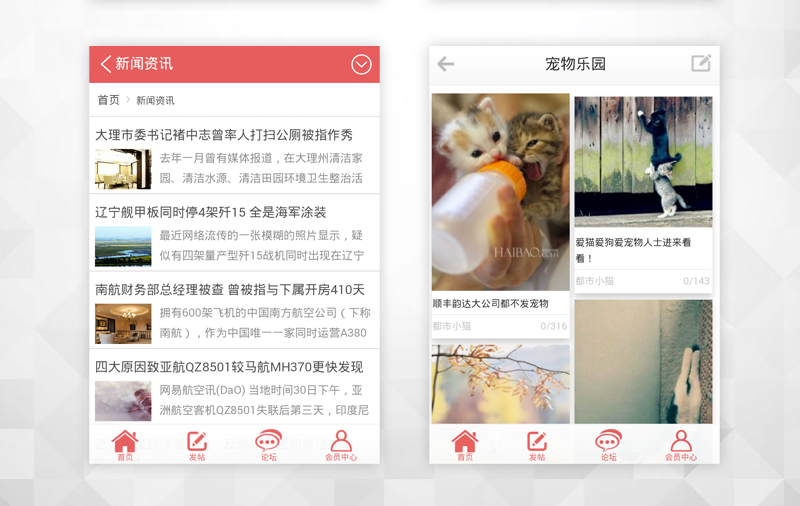 新闻资讯
首页 > 新闻资讯
大理市委书记褚中志曾率人打扫公厕被指作秀
去年一月曾有媒体报道，在大理州清洁家
园、清洁水源、清洁田园环境卫生整治活
辽宁舰甲板同时停4架歼15 全是海军涂装
最近网络流传的一张模糊的照片显示，疑
似有四架量产型歼15战机同时出现在辽宁
南航财务部总经理被查 曾被指与下属开房410天
拥有600架飞机的中国南方航空公司（下称
南航），作为中国唯一一家同时运营A380
四大原因致亚航QZ8501较马航MH370更快发现
网易航空讯(DaO) 当地时间30日下午，亚
洲航空客机QZ8501失联后第三天，印度尼
首页
发帖
论坛
会员中心
宠物乐园
HAIBAO.com
顺丰韵达大公司都不发宠物
都市小猫 0/316
爱猫爱狗爱宠物人士进来看
看！
都市小猫 0/143
首页
发帖
论坛
会员中心